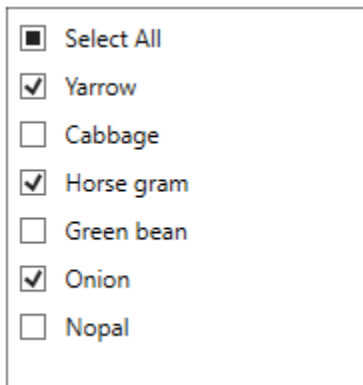 Select All
Yarrow
Cabbage
Horse gram
Green bean
Onion
Nopal